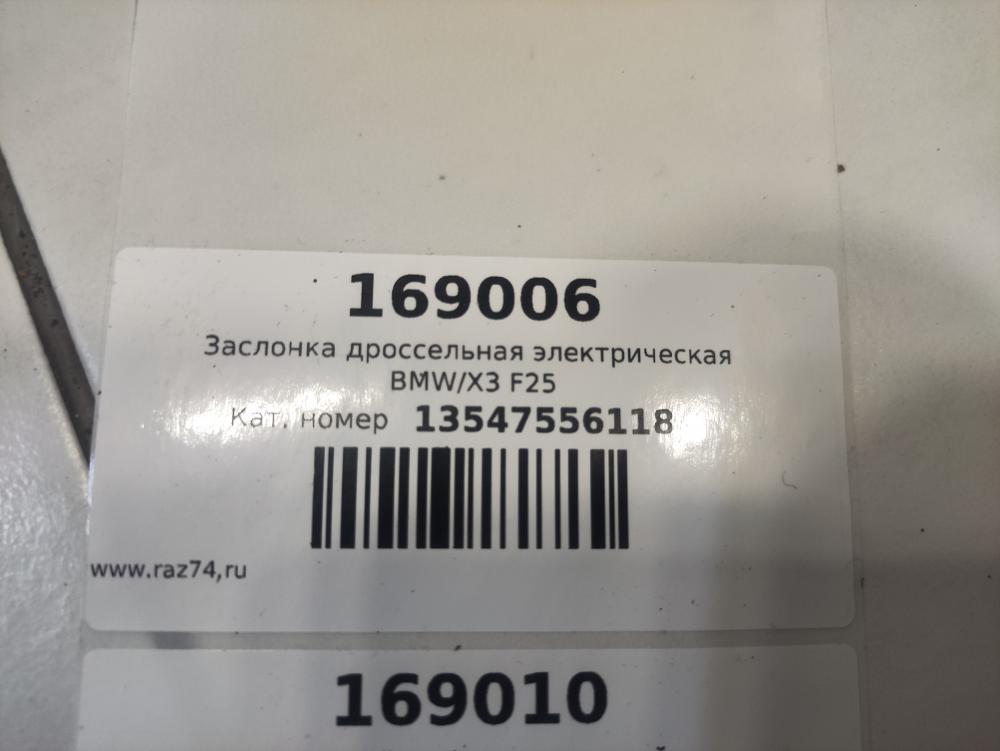 169006
Заслонка дроссельная электрическая
BMW/X3 F25
Кат. номер 13547556118
www.raz74,ru
169010